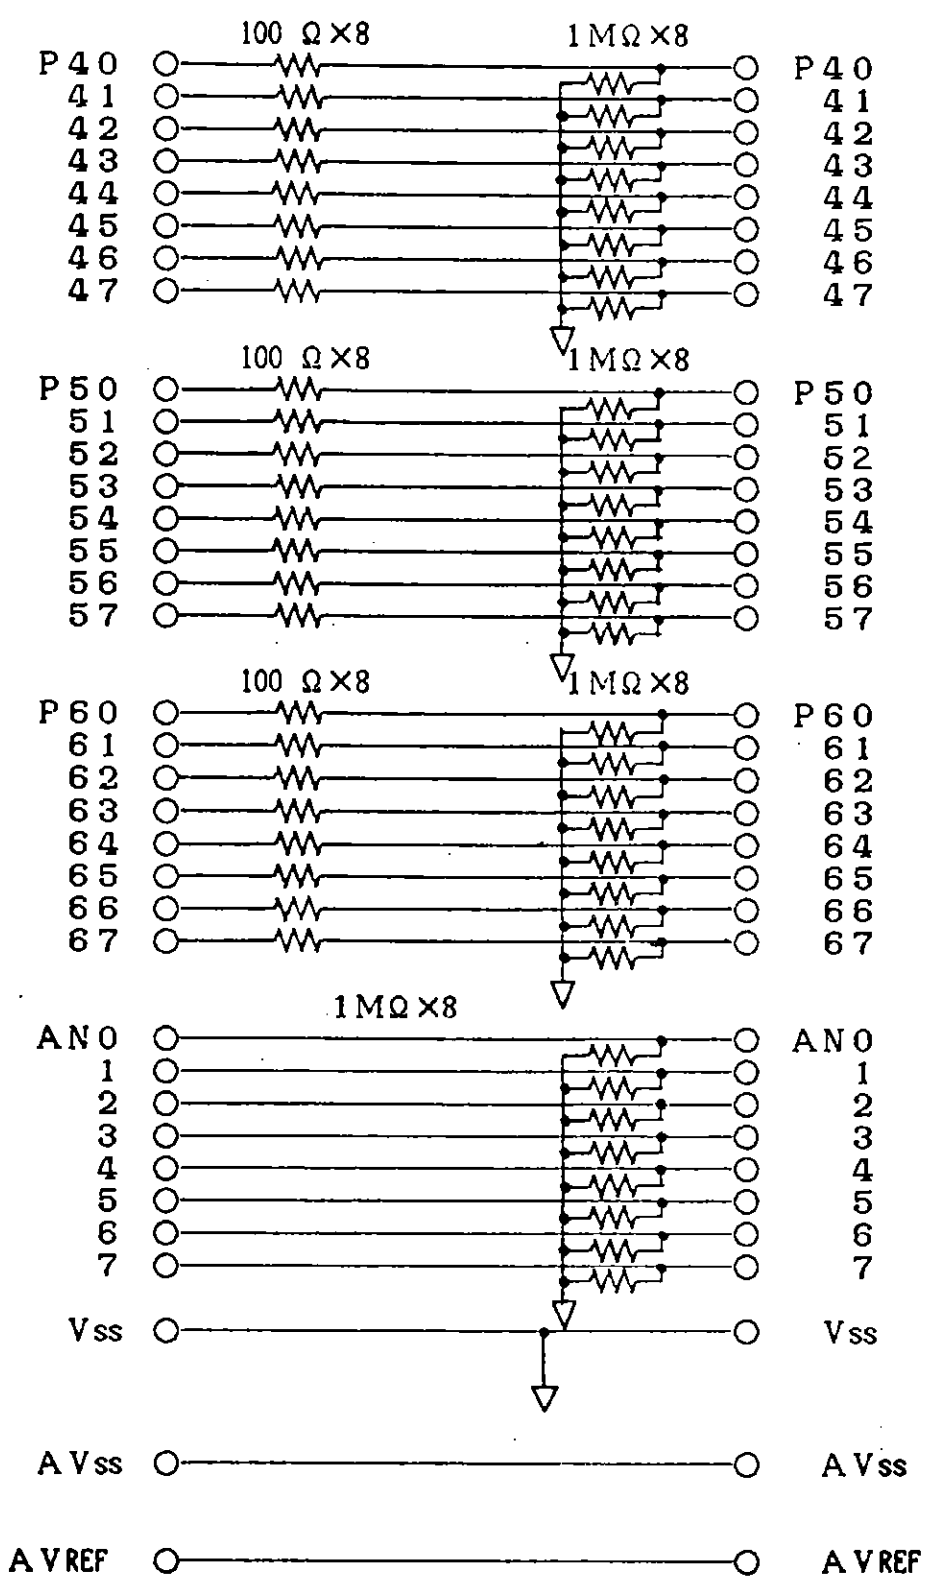 100 Ω×8 1MΩ×8
P40 P40
41 41
42 42
43 43
44 44
45 45
46 46
47 47
100 Ω×8 1MΩ×8
P50 P50
51 51
52 52
53 53
54 54
55 55
56 56
57 57
100 Ω×8 1MΩ×8
P60 P60
61 61
62 62
63 63
64 64
65 65
66 66
67 67
1MΩ×8
AN0 AN0
1 1
2 2
3 3
4 4
5 5
6 6
7 7
Vss Vss
AVss AVss
AVREF AVREF